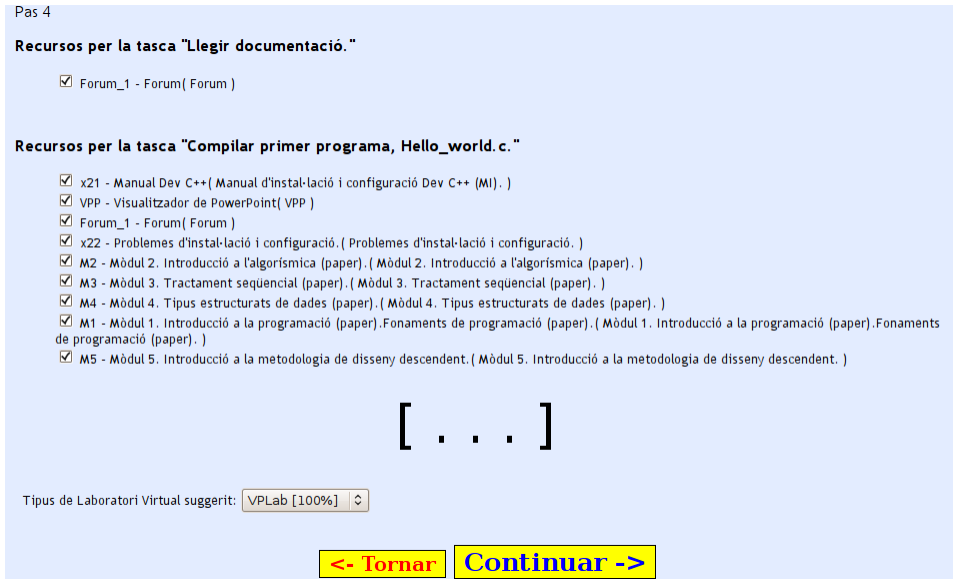 Pas 4
Recursos per la tasca "Llegir documentació."
Forum_1 - Forum( Forum )
Recursos per la tasca "Compilar primer programa, Hello_world.c."
x21 - Manual Dev C++( Manual d'instal·lació i configuració Dev C++ (MI). )
VPP - Visualitzador de PowerPoint( VPP )
Forum_1 - Forum( Forum )
x22 - Problemes d'instal·lació i configuració.( Problemes d'instal·lació i configuració. )
M2 - Mòdul 2. Introducció a l'algorísmica (paper).( Mòdul 2. Introducció a l'algorísmica (paper). )
M3 - Mòdul 3. Tractament seqüencial (paper).( Mòdul 3. Tractament seqüencial (paper). )
M4 - Mòdul 4. Tipus estructurats de dades (paper).( Mòdul 4. Tipus estructurats de dades (paper). )
M1 - Mòdul 1. Introducció a la programació (paper).Fonaments de programació (paper).( Mòdul 1. Introducció a la programació (paper).Fonaments
de programació (paper). )
M5 - Mòdul 5. Introducció a la metodologia de disseny descendent.( Mòdul 5. Introducció a la metodologia de disseny descendent. )
[...]
Tipus de Laboratori Virtual suggerit: VPLab [100%]
<- Tornar Continuar ->